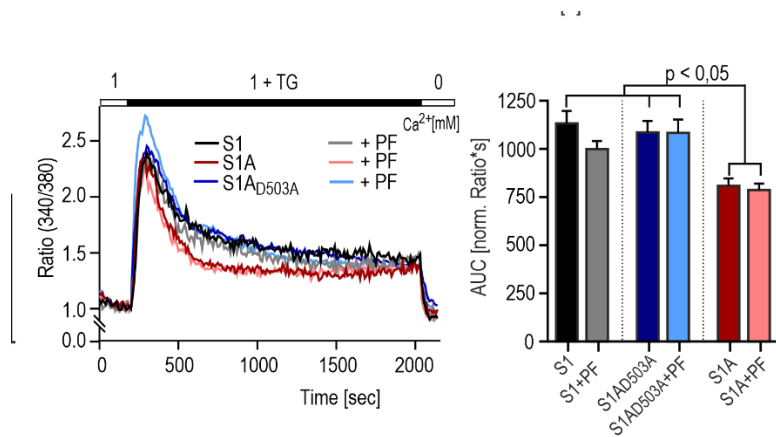 1 1 + TG 0
Ca²⁺[mM]
S1 + PF
S1A + PF
S1A_D503A + PF
Ratio (340/380)
2.5
2.0
1.5
1.0
0.0
0 500 1000 1500 2000
Time [sec]
p < 0,05
AUC [norm. Ratio*s]
1250
1000
750
500
250
0
S1
S1+PF
S1AD503A
S1AD503A+PF
S1A
S1A+PF